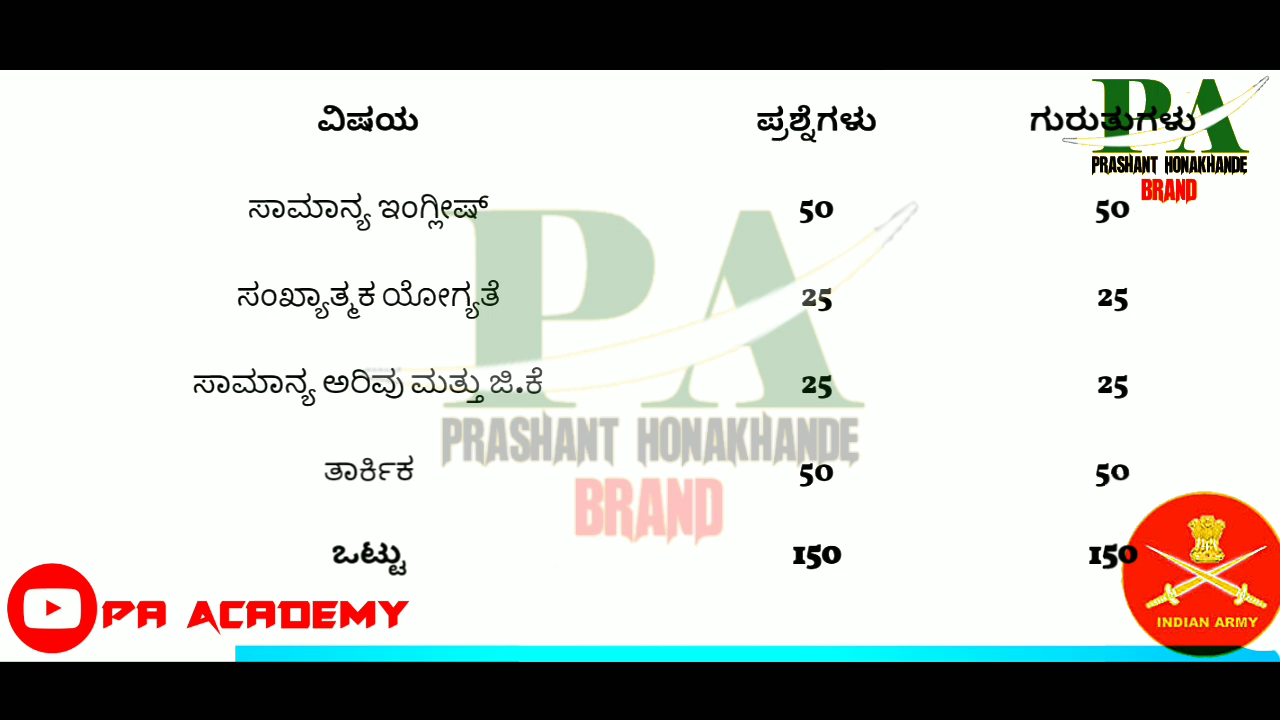 ವಿಷಯ ಪ್ರಶ್ನೆಗಳು ಗುರುತುಗಳು
PA
PRASHANT HONAKHANDE
BRAND
ಸಾಮಾನ್ಯ ಇಂಗ್ಲೀಷ್ 50 50
ಸಂಖ್ಯಾತ್ಮಕ ಯೋಗ್ಯತೆ 25 25
ಸಾಮಾನ್ಯ ಅರಿವು ಮತ್ತು ಜಿ.ಕೆ 25 25
PA
PRASHANT HONAKHANDE
BRAND
ತಾರ್ಕಿಕ 50 50
ಒಟ್ಟು 150 150
PA ACADEMY
INDIAN ARMY